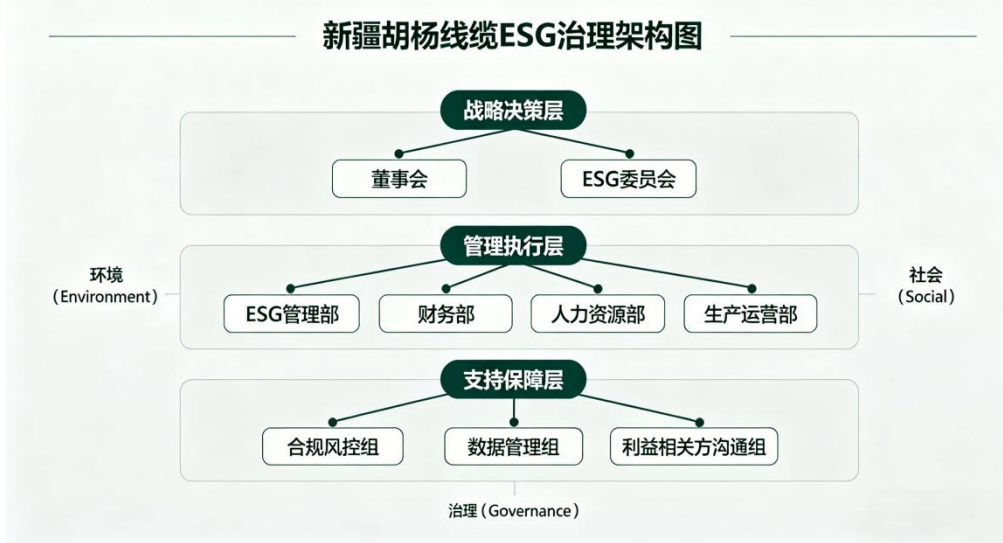 新疆胡杨线缆ESG治理架构图
战略决策层
董事会
ESG委员会
管理执行层
环境
(Environment)
社会
(Social)
ESG管理部
财务部
人力资源部
生产运营部
支持保障层
合规风控组
数据管理组
利益相关方沟通组
治理 (Governance)